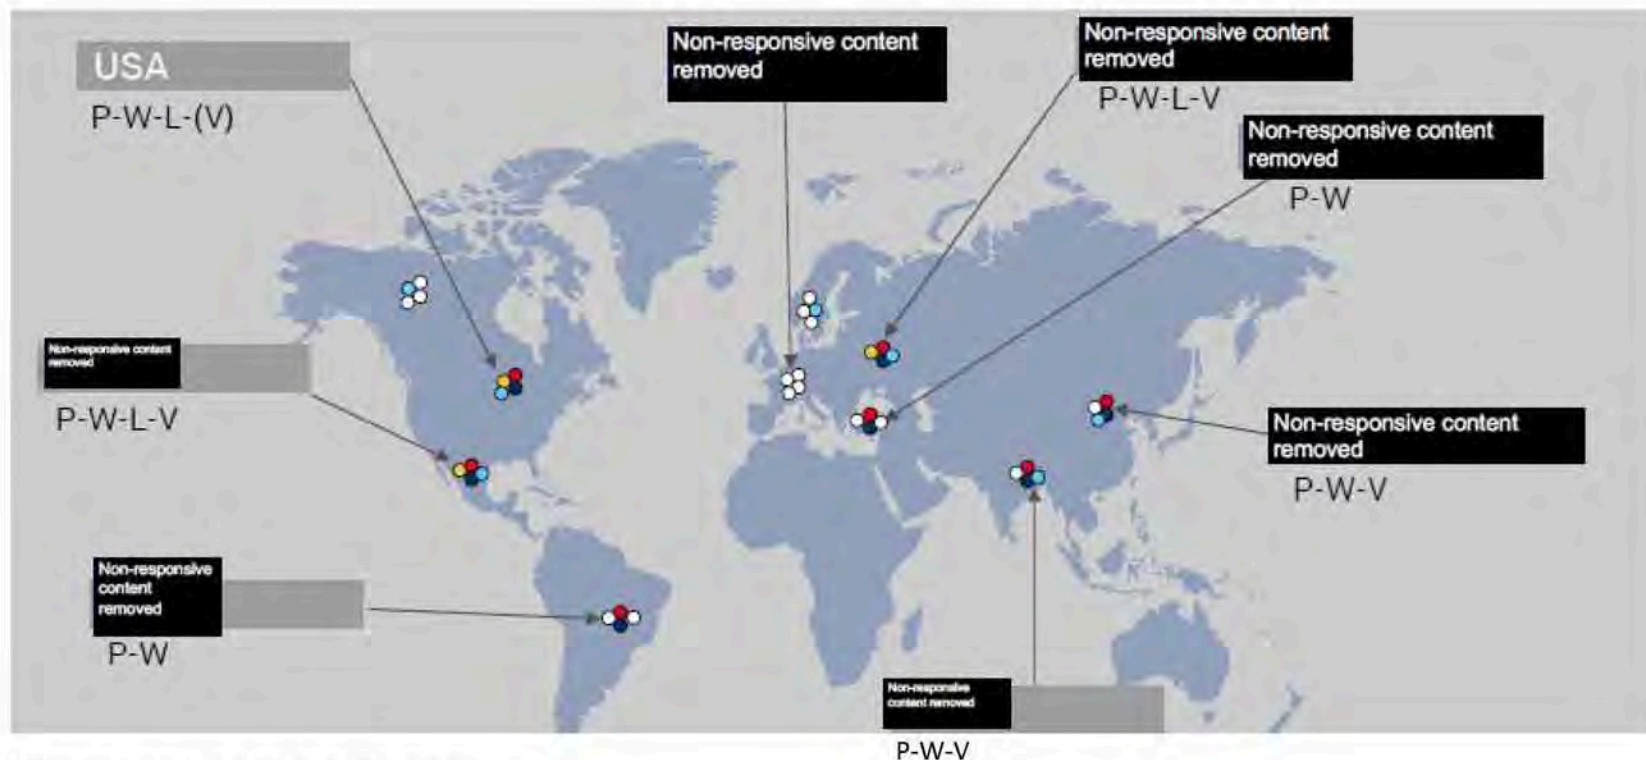 USA
P-W-L-(V)
Non-responsive content
removed
Non-responsive content
removed
P-W-L-V
Non-responsive content
removed
P-W
Non-responsive content
removed
P-W-L-V
Non-responsive content
removed
P-W-V
Non-responsive
content
removed
P-W
Non-responsive
content removed
P-W-V